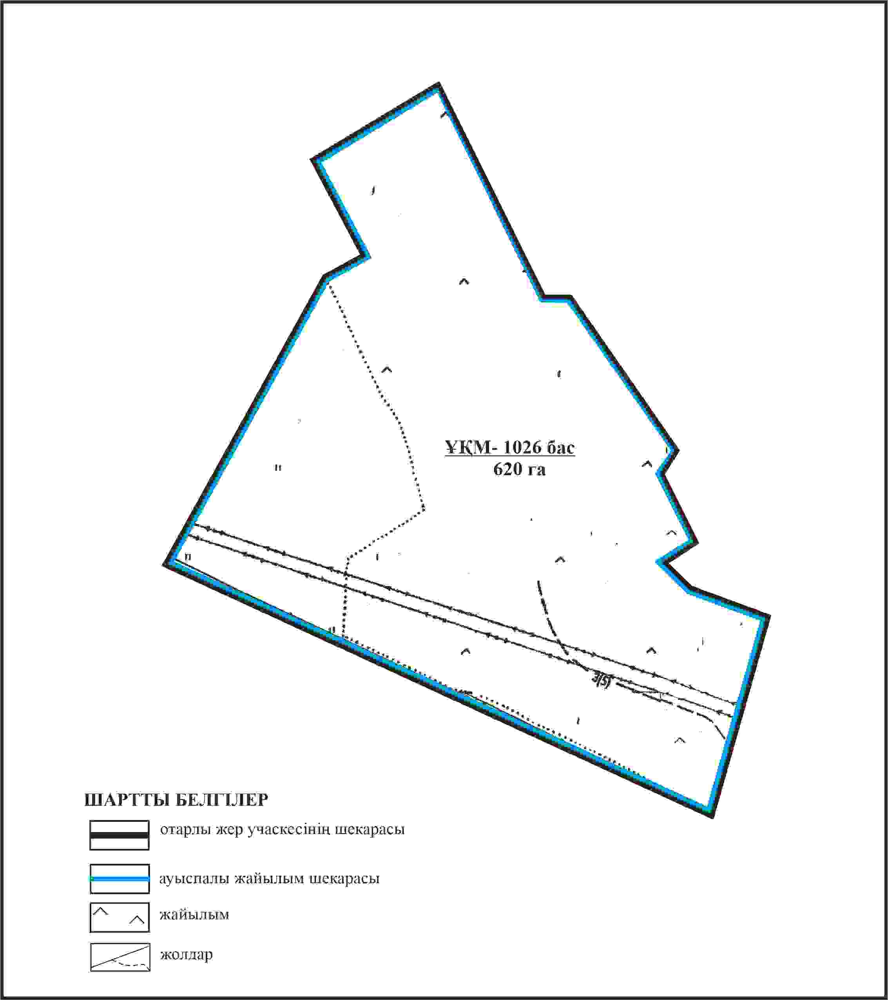 ҰҚМ- 1026 бас
620 га
3(5)
ШАРТТЫ БЕЛГІЛЕР
отарлы жер учаскесінің шекарасы
ауыспалы жайылым шекарасы
жайылым
жолдар